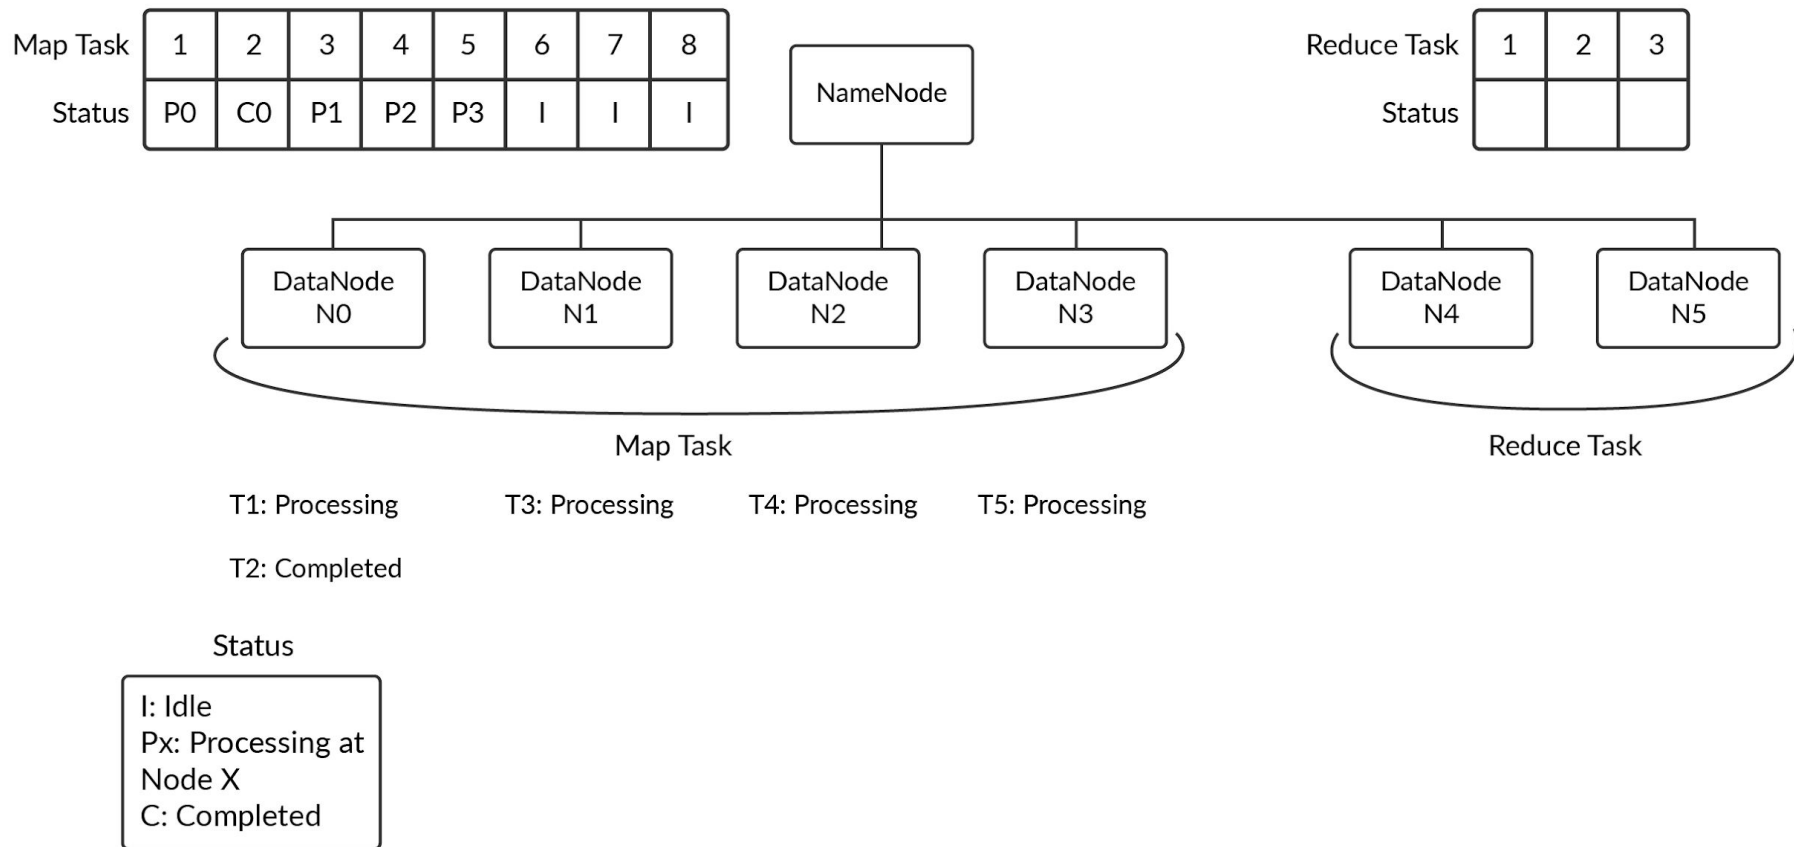 Map Task 1 2 3 4 5 6 7 8
Status P0 C0 P1 P2 P3 I I I
NameNode
Reduce Task 1 2 3
Status
DataNode
N0
DataNode
N1
DataNode
N2
DataNode
N3
DataNode
N4
DataNode
N5
Map Task
Reduce Task
T1: Processing
T3: Processing
T4: Processing
T5: Processing
T2: Completed
Status
I: Idle
Px: Processing at
Node X
C: Completed